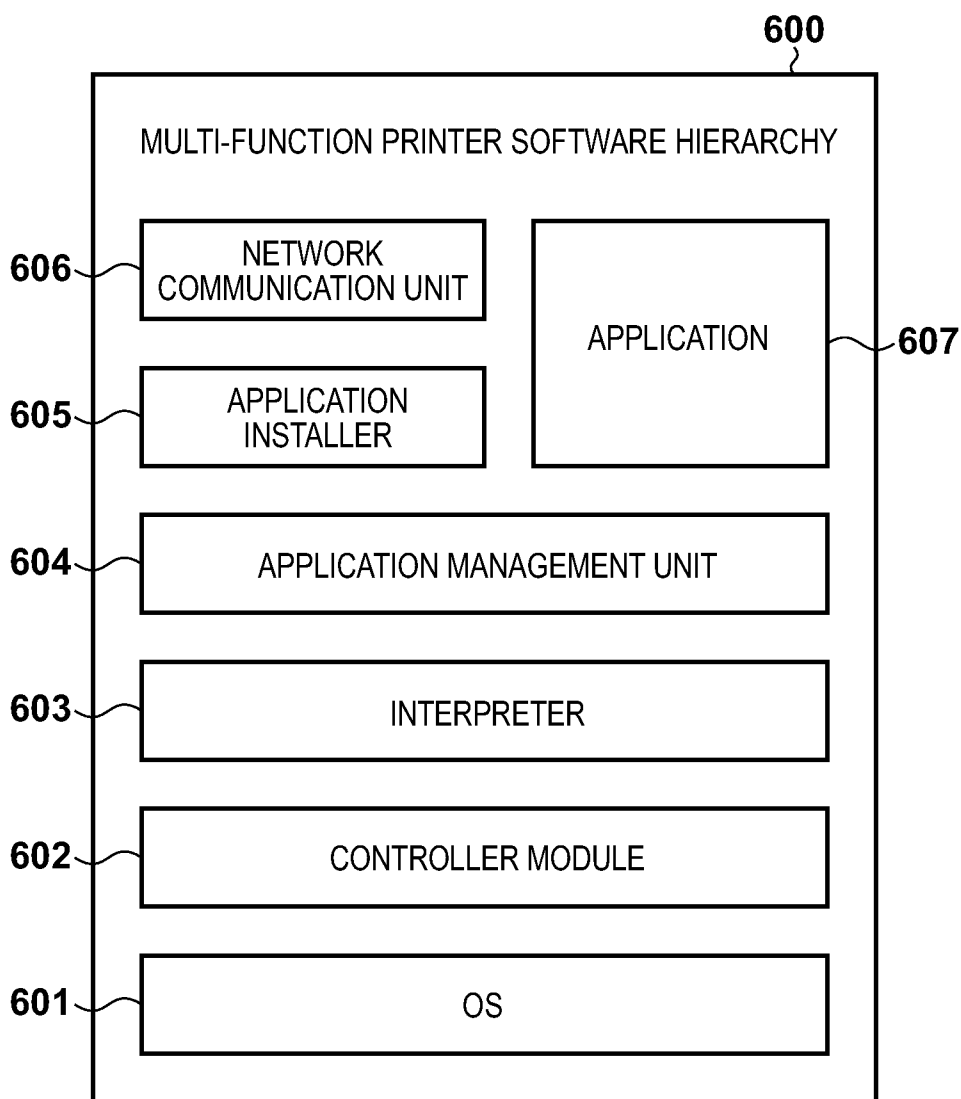 600
MULTI-FUNCTION PRINTER SOFTWARE HIERARCHY
606
NETWORK
COMMUNICATION UNIT
APPLICATION
607
605
APPLICATION
INSTALLER
604
APPLICATION MANAGEMENT UNIT
603
INTERPRETER
602
CONTROLLER MODULE
601
OS